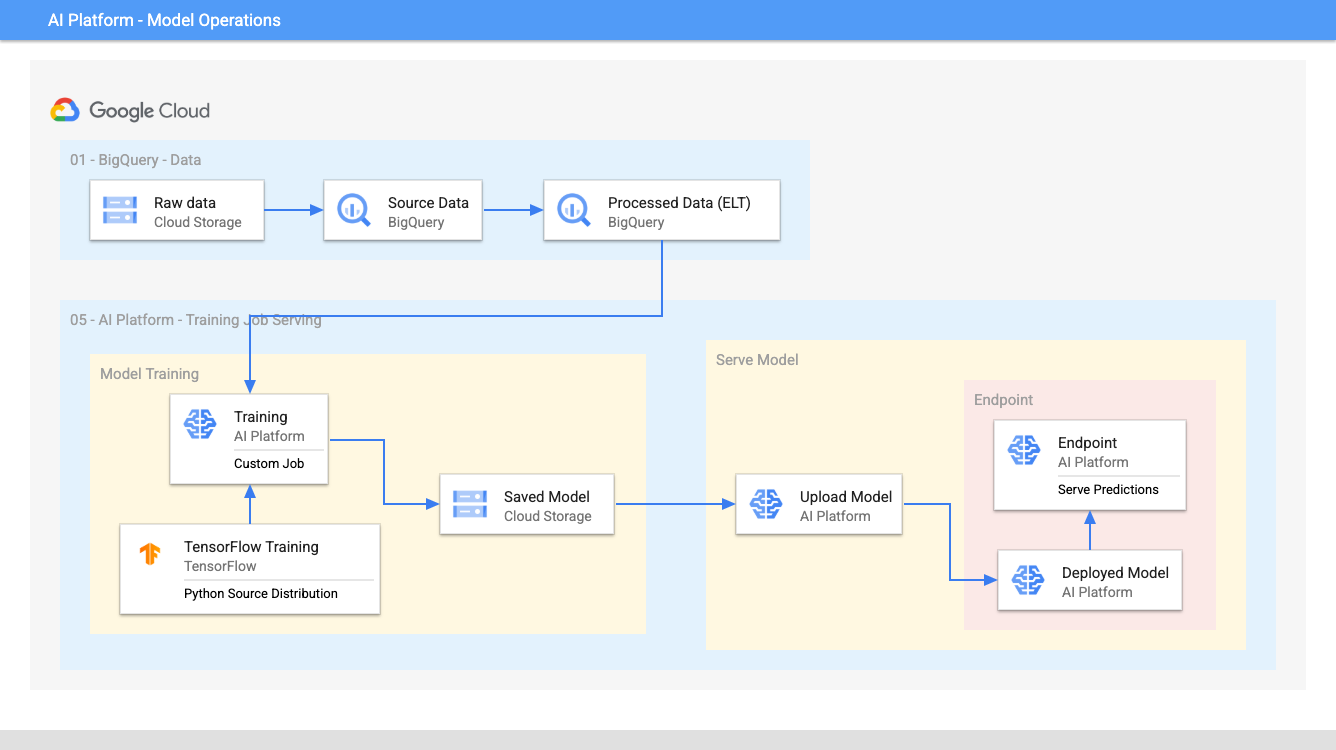 AI Platform - Model Operations
Google Cloud
01 - BigQuery - Data
Raw data
Cloud Storage
Source Data
BigQuery
Processed Data (ELT)
BigQuery
05 - AI Platform - Training Job Serving
Model Training
Training
AI Platform
Custom Job
TensorFlow Training
TensorFlow
Python Source Distribution
Saved Model
Cloud Storage
Serve Model
Upload Model
AI Platform
Endpoint
Endpoint
AI Platform
Serve Predictions
Deployed Model
AI Platform